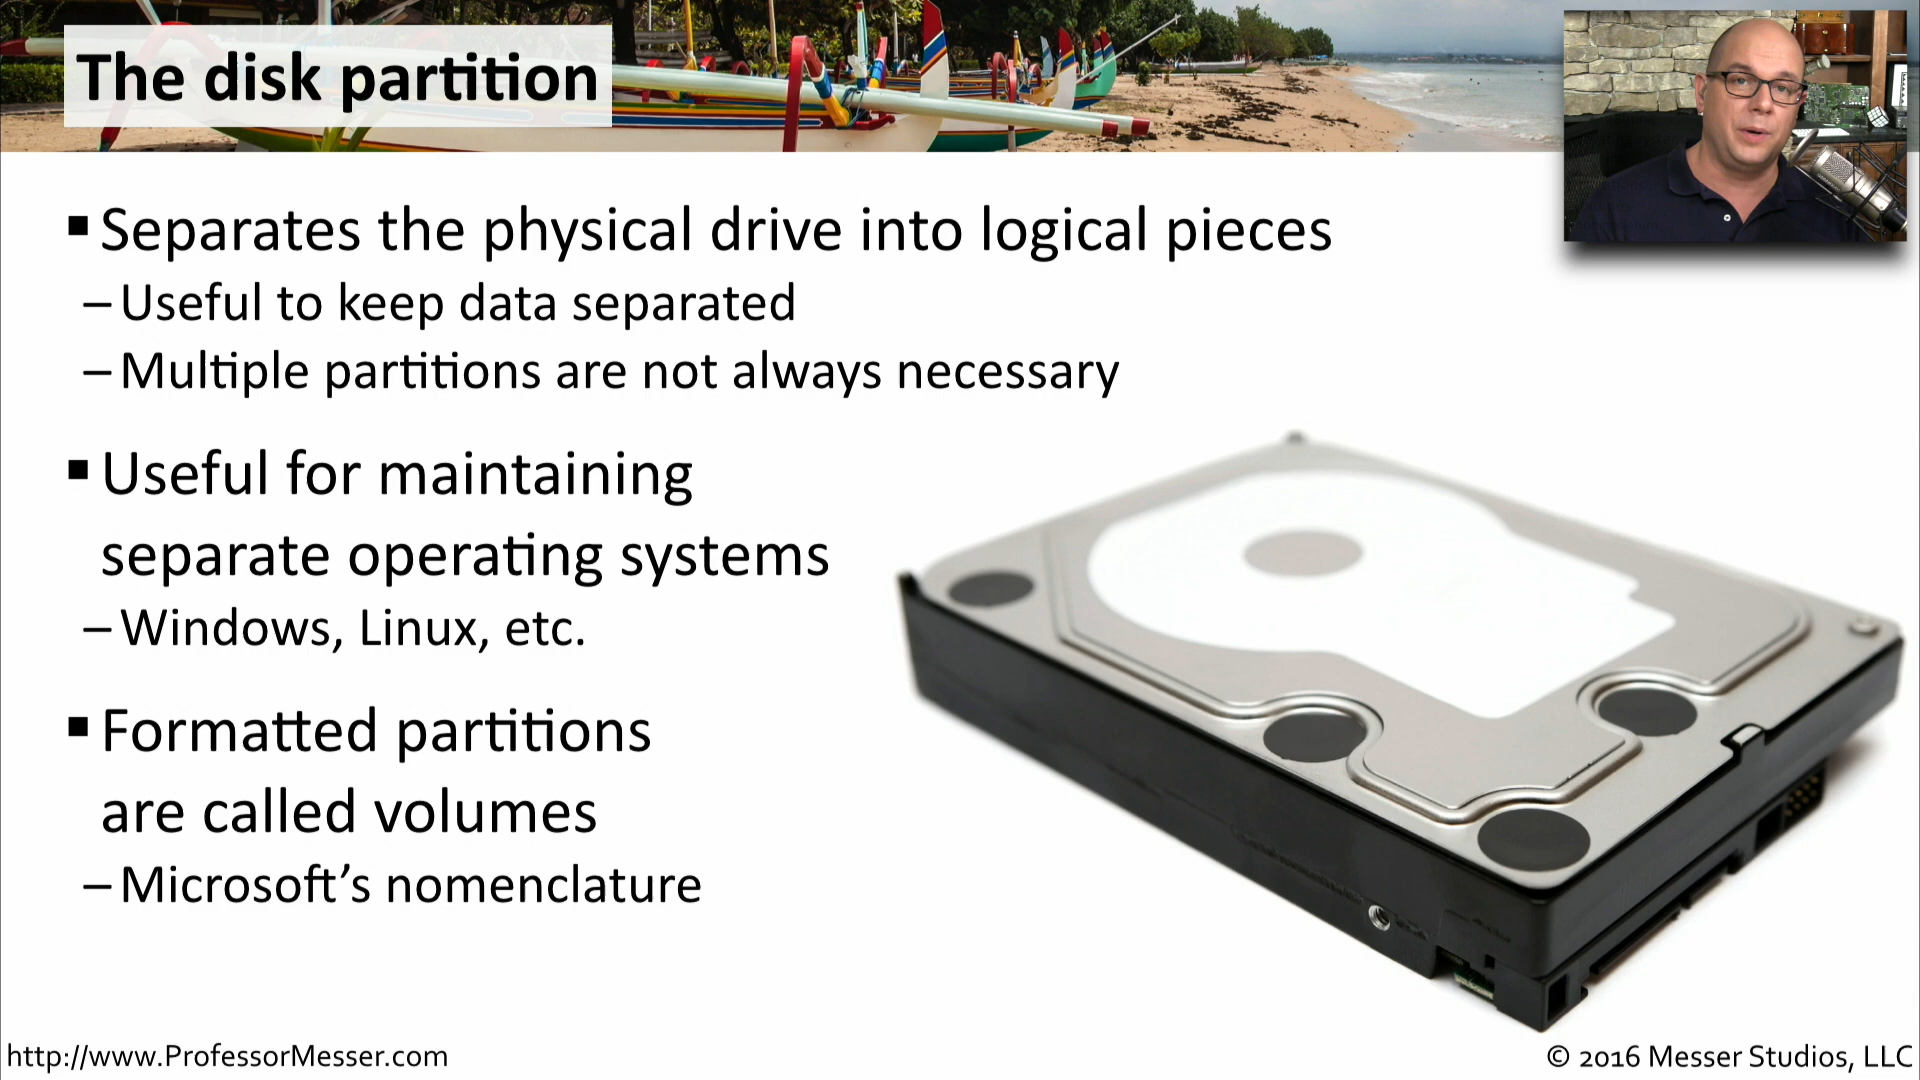 The disk partition
▪ Separates the physical drive into logical pieces
– Useful to keep data separated
– Multiple partitions are not always necessary
▪ Useful for maintaining
separate operating systems
– Windows, Linux, etc.
▪ Formatted partitions
are called volumes
– Microsoft’s nomenclature
http://www.ProfessorMesser.com
© 2016 Messer Studios, LLC